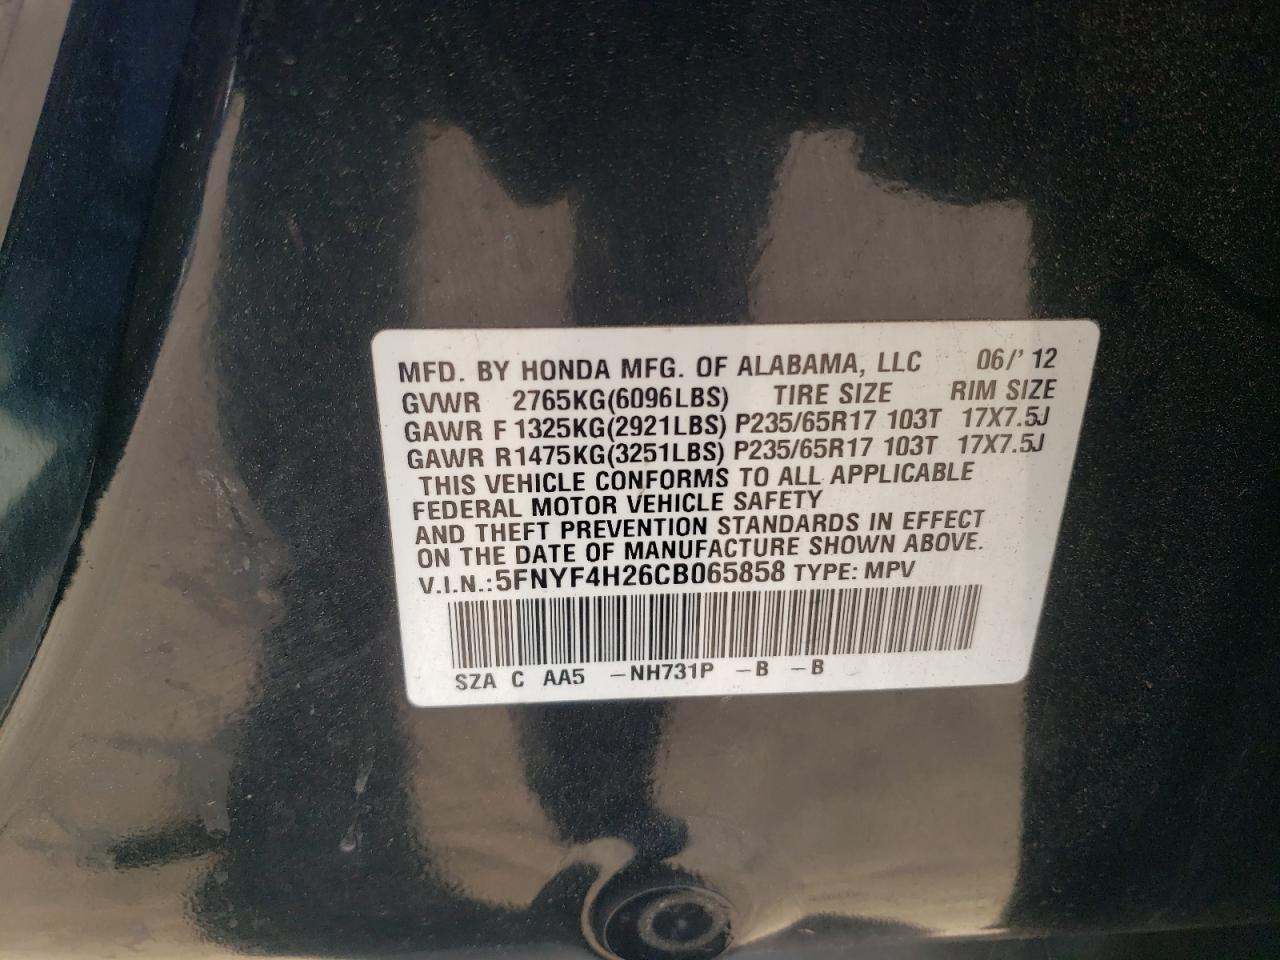 MFD. BY HONDA MFG. OF ALABAMA, LLC 06/' 12
GVWR 2765KG(6096LBS) TIRE SIZE RIM SIZE
GAWR F 1325KG(2921LBS) P235/65R17 103T 17X7.5J
GAWR R1475KG(3251LBS) P235/65R17 103T 17X7.5J
THIS VEHICLE CONFORMS TO ALL APPLICABLE
FEDERAL MOTOR VEHICLE SAFETY
AND THEFT PREVENTION STANDARDS IN EFFECT
ON THE DATE OF MANUFACTURE SHOWN ABOVE.
V.I.N.:5FNYF4H26CB065858 TYPE: MPV
SZA C AA5 –NH731P –B –B